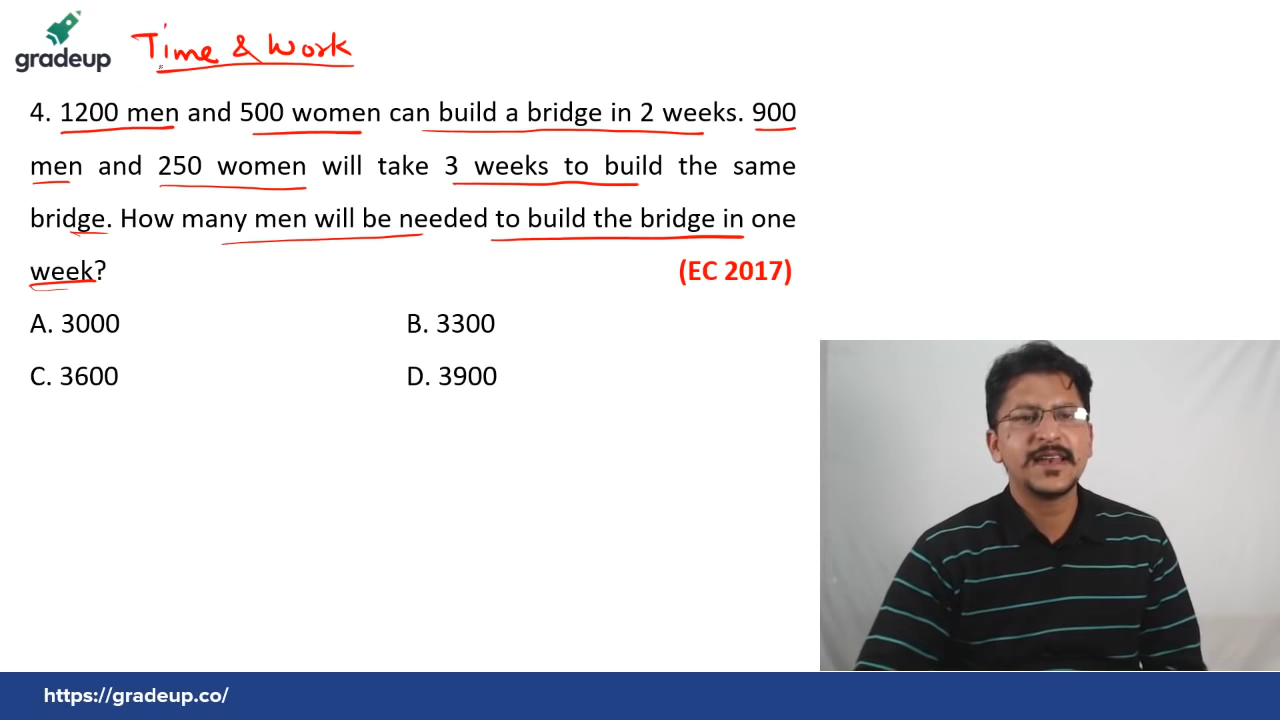 gradeup
Time & Work
4. 1200 men and 500 women can build a bridge in 2 weeks. 900
men and 250 women will take 3 weeks to build the same
bridge. How many men will be needed to build the bridge in one
week? (EC 2017)
A. 3000 B. 3300
C. 3600 D. 3900
https://gradeup.co/